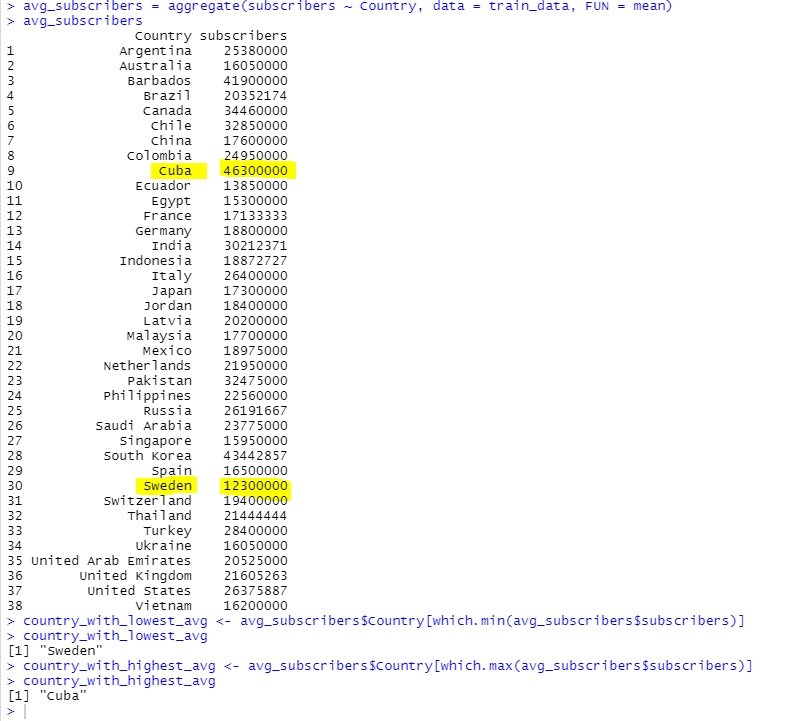 > avg_subscribers = aggregate(subscribers ~ Country, data = train_data, FUN = mean)
> avg_subscribers
Country subscribers
1 Argentina 25380000
2 Australia 16050000
3 Barbados 41900000
4 Brazil 20352174
5 Canada 34460000
6 Chile 32850000
7 China 17600000
8 Colombia 24950000
9 Cuba 46300000
10 Ecuador 13850000
11 Egypt 15300000
12 France 17133333
13 Germany 18800000
14 India 30212371
15 Indonesia 18872727
16 Italy 26400000
17 Japan 17300000
18 Jordan 18400000
19 Latvia 20200000
20 Malaysia 17700000
21 Mexico 18975000
22 Netherlands 21950000
23 Pakistan 32475000
24 Philippines 22560000
25 Russia 26191667
26 Saudi Arabia 23775000
27 Singapore 15950000
28 South Korea 43442857
29 Spain 16500000
30 Sweden 12300000
31 Switzerland 19400000
32 Thailand 21444444
33 Turkey 28400000
34 Ukraine 16050000
35 United Arab Emirates 20525000
36 United Kingdom 21605263
37 United States 26375887
38 Vietnam 16200000
> country_with_lowest_avg <- avg_subscribers$Country[which.min(avg_subscribers$subscribers)]
> country_with_lowest_avg
[1] "Sweden"
> country_with_highest_avg <- avg_subscribers$Country[which.max(avg_subscribers$subscribers)]
> country_with_highest_avg
[1] "Cuba"
>